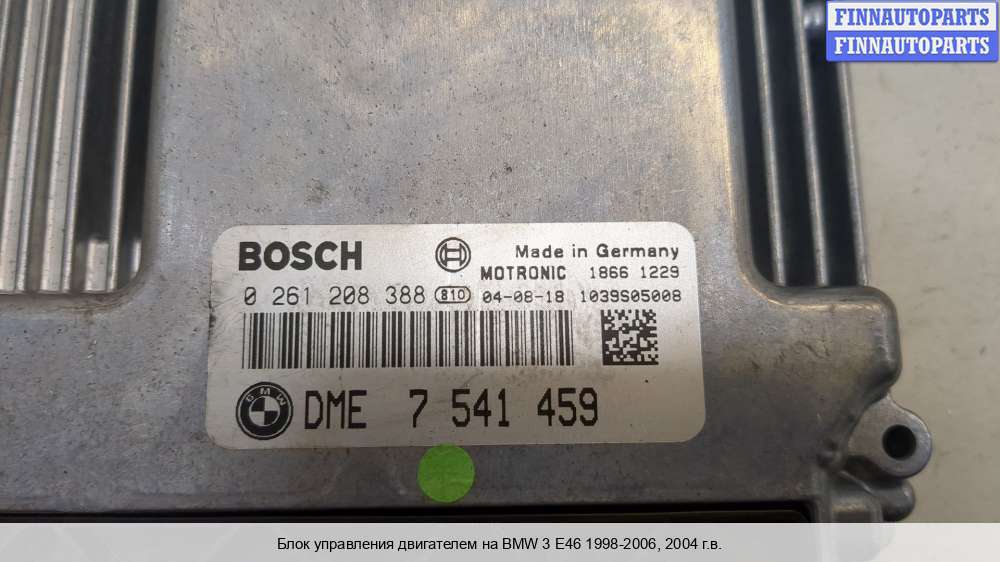 FINNAUTOPARTS
FINNAUTOPARTS
BOSCH
Made in Germany
MOTRONIC 1866 1229
0 261 208 388 810 04-08-18 1039S05008
BMW DME 7 541 459
Блок управления двигателем на BMW 3 E46 1998-2006, 2004 г.в.